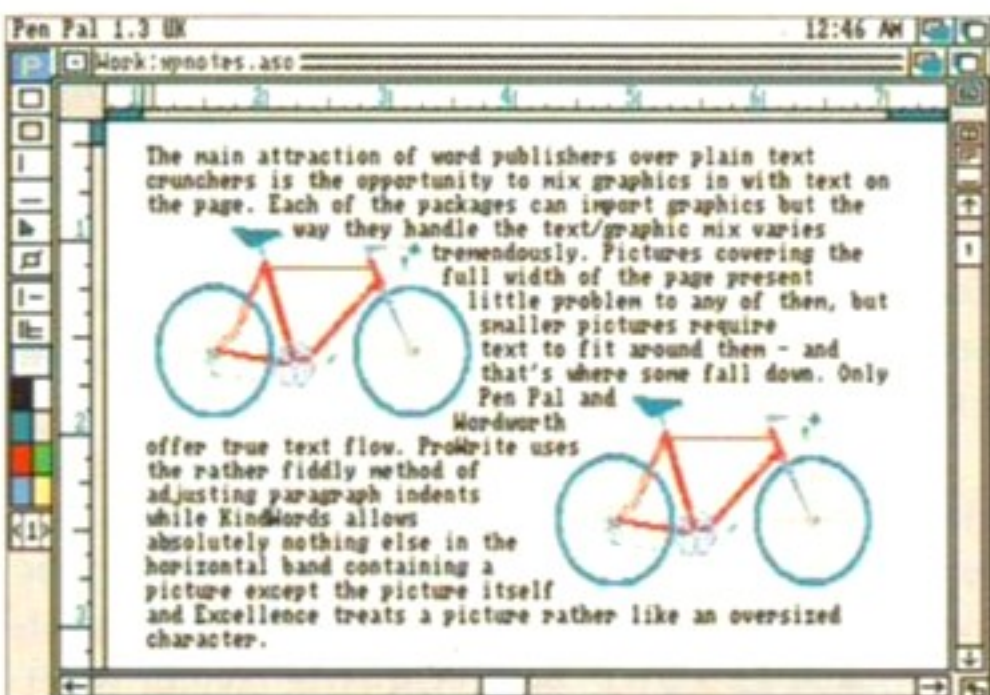 Pen Pal 1.3 UK 12:46 AM
Work:wpnotes.asc
The main attraction of word publishers over plain text
crunchers is the opportunity to mix graphics in with text on
the page. Each of the packages can import graphics but the
way they handle the text/graphic mix varies
tremendously. Pictures covering the
full width of the page present
little problem to any of them, but
smaller pictures require
text to fit around them - and
that's where some fall down. Only
Pen Pal and
Wordworth
offer true text flow. ProWrite uses
the rather fiddly method of
adjusting paragraph indents
while KindWords allows
absolutely nothing else in the
horizontal band containing a
picture except the picture itself
and Excellence treats a picture rather like an oversized
character.